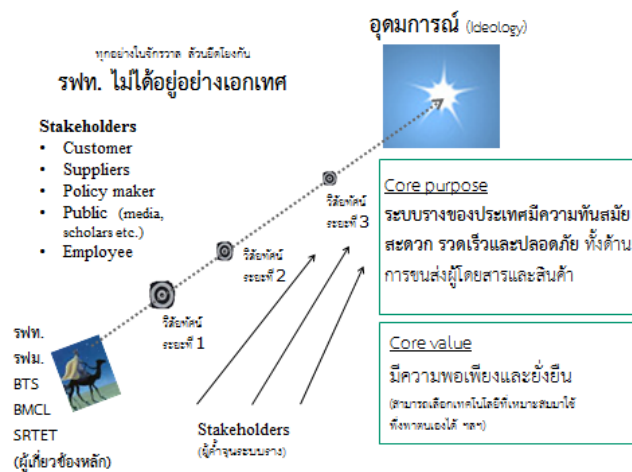 อุดมการณ์ (Ideology)
ทุกอย่างในจักรวาล ล้วนยึดโยงกัน
รฟท. ไม่ได้อยู่อย่างเอกเทศ
Stakeholders
• Customer
• Suppliers
• Policy maker
• Public (media,
scholars etc.)
• Employee
วิสัยทัศน์
ระยะที่ 3
วิสัยทัศน์
ระยะที่ 2
วิสัยทัศน์
ระยะที่ 1
Core purpose
ระบบรางของประเทศมีความทันสมัย
สะดวก รวดเร็วและปลอดภัย ทั้งด้าน
การขนส่งผู้โดยสารและสินค้า
Core value
มีความพอเพียงและยั่งยืน
(สามารถเลือกเทคโนโลยีที่เหมาะสมมาใช้
พึ่งพาตนเองได้ ฯลฯ)
รฟท.
รฟม.
BTS
BMCL
SRTET
(ผู้เกี่ยวข้องหลัก)
Stakeholders
(ผู้ค้ำจุนระบบราง)